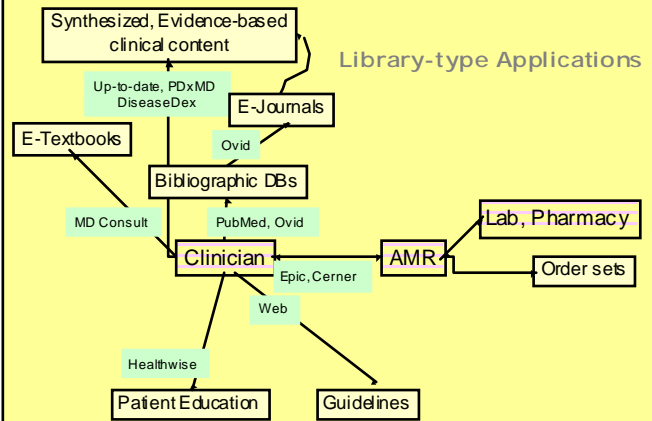 Synthesized, Evidence-based
clinical content
Library-type Applications
Up-to-date, PDxMD
DiseaseDex
E-Journals
E-Textbooks
Ovid
Bibliographic DBs
MD Consult
PubMed, Ovid
Lab, Pharmacy
Clinician
AMR
Order sets
Epic,Cerner
Web
Healthwise
Patient Education
Guidelines